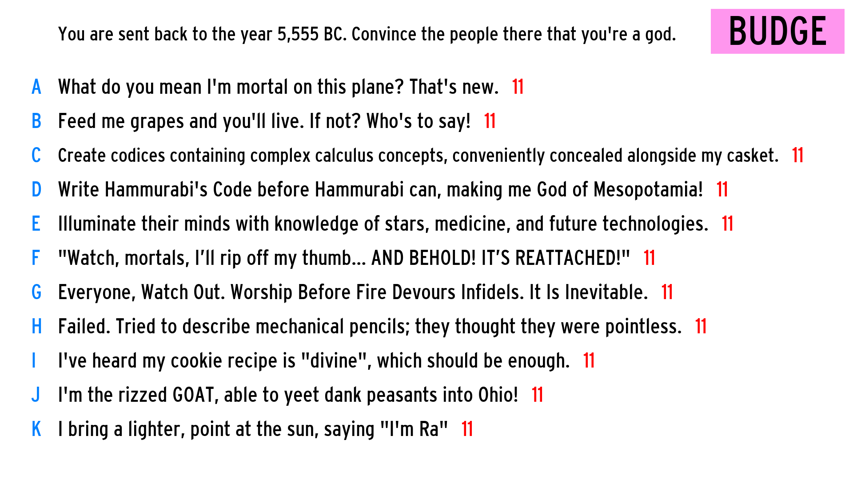 You are sent back to the year 5,555 BC. Convince the people there that you're a god.
BUDGE
A What do you mean I'm mortal on this plane? That's new. 11
B Feed me grapes and you'll live. If not? Who's to say! 11
C Create codices containing complex calculus concepts, conveniently concealed alongside my casket. 11
D Write Hammurabi's Code before Hammurabi can, making me God of Mesopotamia! 11
E Illuminate their minds with knowledge of stars, medicine, and future technologies. 11
F "Watch, mortals, I’ll rip off my thumb... AND BEHOLD! IT’S REATTACHED!" 11
G Everyone, Watch Out. Worship Before Fire Devours Infidels. It Is Inevitable. 11
H Failed. Tried to describe mechanical pencils; they thought they were pointless. 11
I I've heard my cookie recipe is "divine", which should be enough. 11
J I'm the rizzed GOAT, able to yeet dank peasants into Ohio! 11
K I bring a lighter, point at the sun, saying "I'm Ra" 11